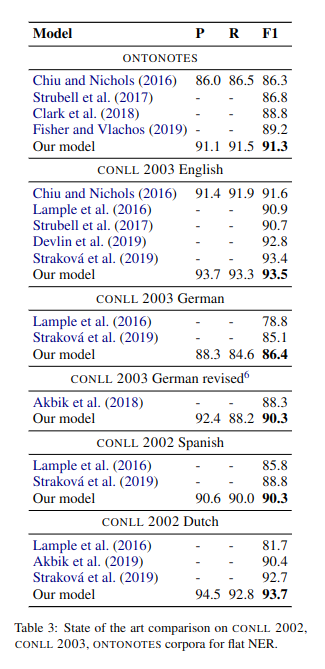 Model P R F1
ONTONOTES
Chiu and Nichols (2016) 86.0 86.5 86.3
Strubell et al. (2017) - - 86.8
Clark et al. (2018) - - 88.8
Fisher and Vlachos (2019) - - 89.2
Our model 91.1 91.5 91.3
CONLL 2003 English
Chiu and Nichols (2016) 91.4 91.9 91.6
Lample et al. (2016) - - 90.9
Strubell et al. (2017) - - 90.7
Devlin et al. (2019) - - 92.8
Straková et al. (2019) - - 93.4
Our model 93.7 93.3 93.5
CONLL 2003 German
Lample et al. (2016) - - 78.8
Straková et al. (2019) - - 85.1
Our model 88.3 84.6 86.4
CONLL 2003 German revised6
Akbik et al. (2018) - - 88.3
Our model 92.4 88.2 90.3
CONLL 2002 Spanish
Lample et al. (2016) - - 85.8
Straková et al. (2019) - - 88.8
Our model 90.6 90.0 90.3
CONLL 2002 Dutch
Lample et al. (2016) - - 81.7
Akbik et al. (2019) - - 90.4
Straková et al. (2019) - - 92.7
Our model 94.5 92.8 93.7
Table 3: State of the art comparison on CONLL 2002,
CONLL 2003, ONTONOTES corpora for flat NER.